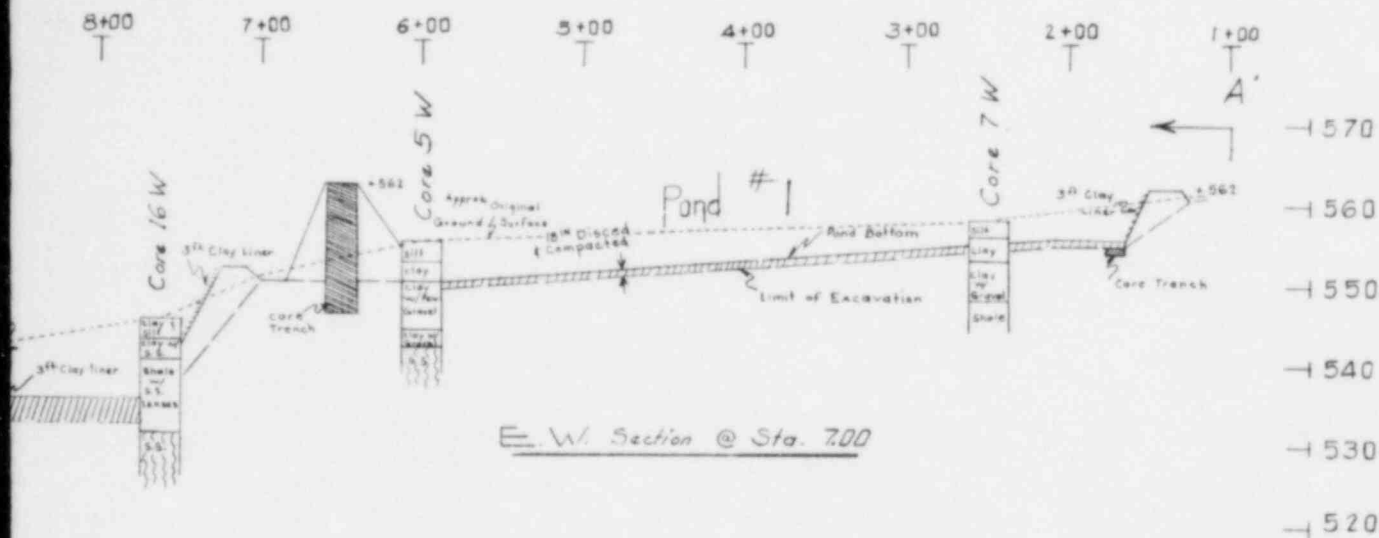 8+00 7+00 6+00 5+00 4+00 3+00 2+00 1+00
A'
570
560
550
540
530
520
Core 16 W
Core 5 W
Core 7 W
Pond #1
+562
+562
Approx. Original
Ground Surface
18" Disced
& Compacted
Pond Bottom
Limit of Excavation
3ft Clay
Liner
Core Trench
3ft Clay Liner
Core
Trench
3ft Clay liner
Silt
Clay
Clay
Gravel
S.S.
Silt
Clay
Clay
Gravel
Shale
Clay &
Silt
Clay w/
S.S.
Shale
w/
S.S.
Lenses
S.S.
E. W. Section @ Sta. 7.00